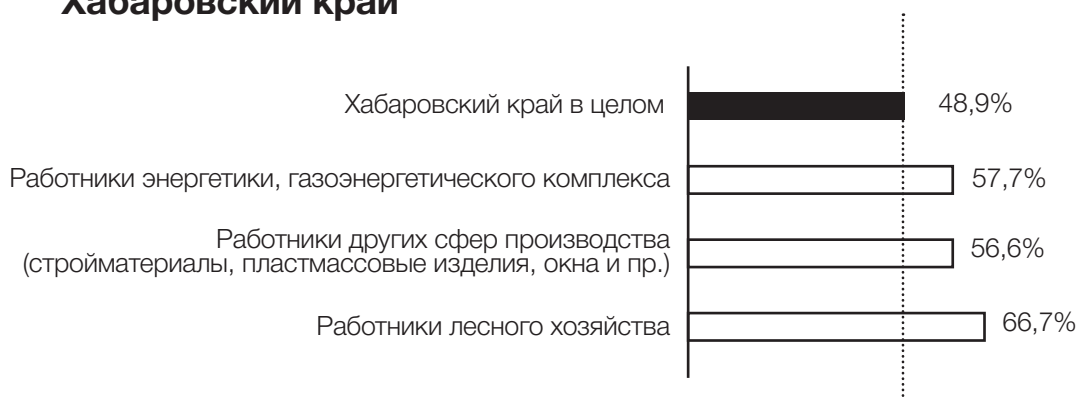 Хабаровский край
Хабаровский край в целом
48,9%
Работники энергетики, газоэнергетического комплекса
57,7%
Работники других сфер производства
(стройматериалы, пластмассовые изделия, окна и пр.)
56,6%
Работники лесного хозяйства
66,7%